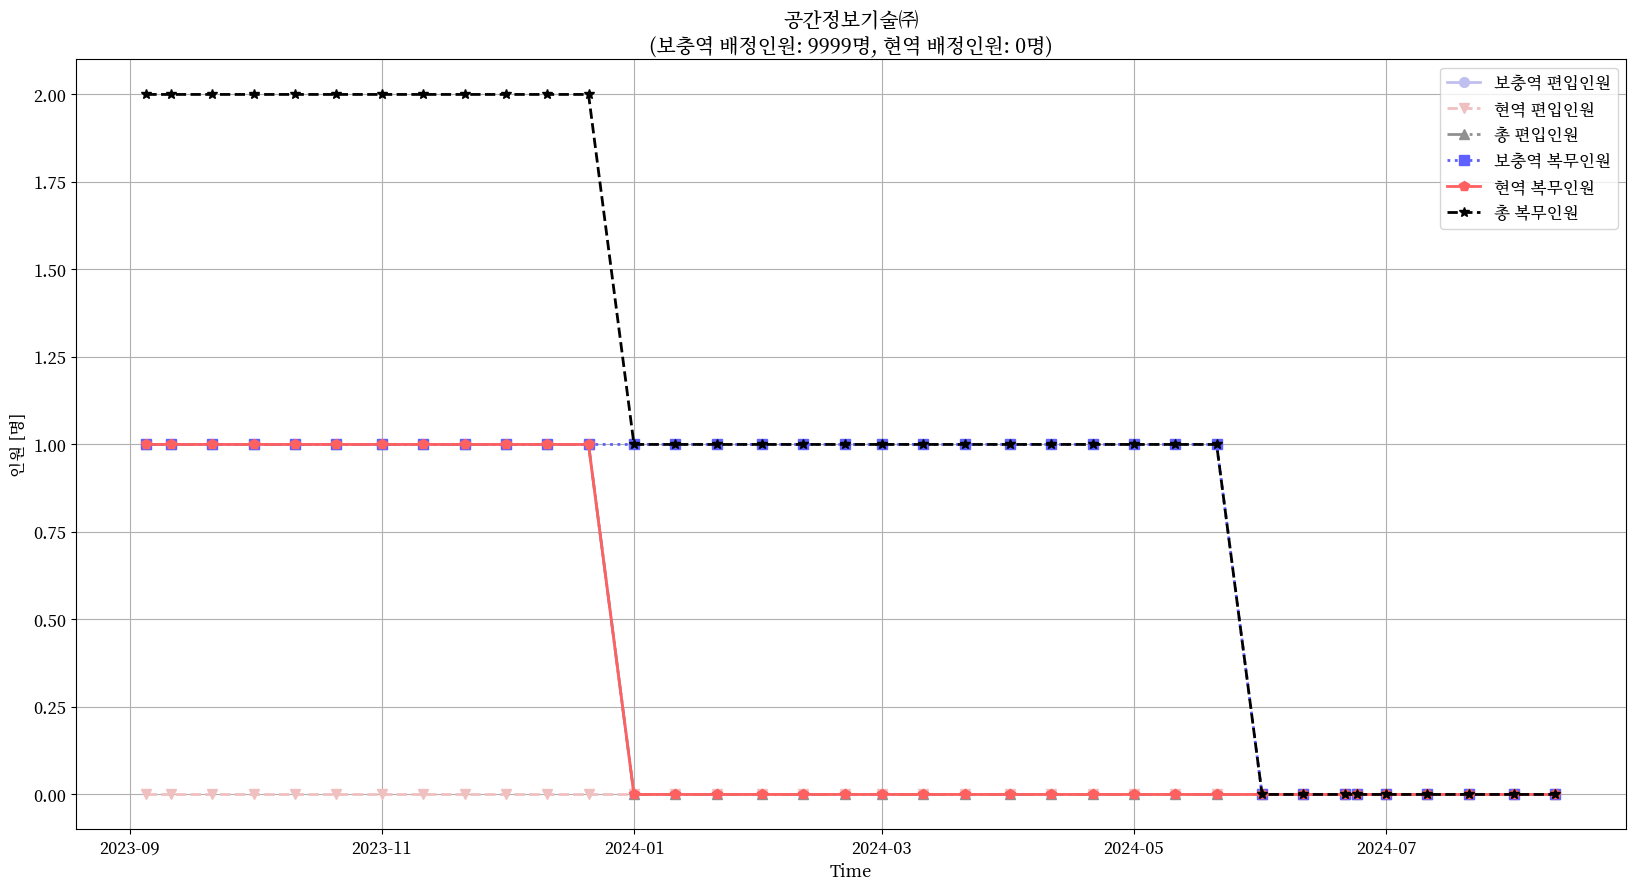 공간정보기술㈜
(보충역 배정인원: 9999명, 현역 배정인원: 0명)
보충역 편입인원
현역 편입인원
총 편입인원
보충역 복무인원
현역 복무인원
총 복무인원
인원 [명]
2.00
1.75
1.50
1.25
1.00
0.75
0.50
0.25
0.00
2023-09 2023-11 2024-01 2024-03 2024-05 2024-07
Time